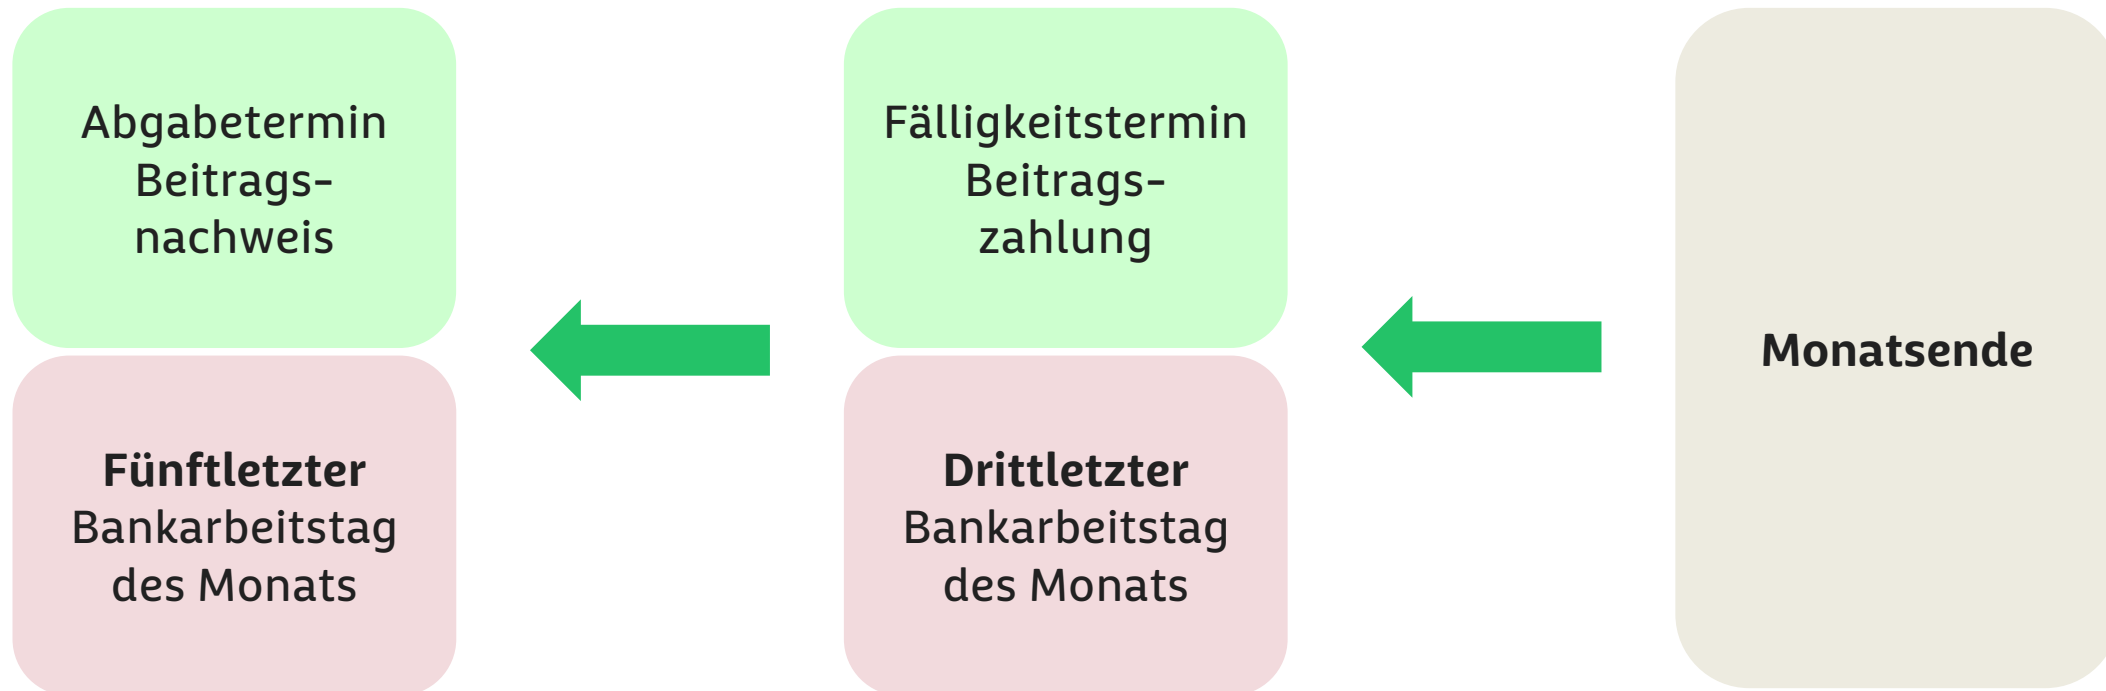 Abgabetermin
Beitrags-
nachweis
Fünftletzter
Bankarbeitstag
des Monats
Fälligkeitstermin
Beitrags-
zahlung
Drittletzter
Bankarbeitstag
des Monats
Monatsende